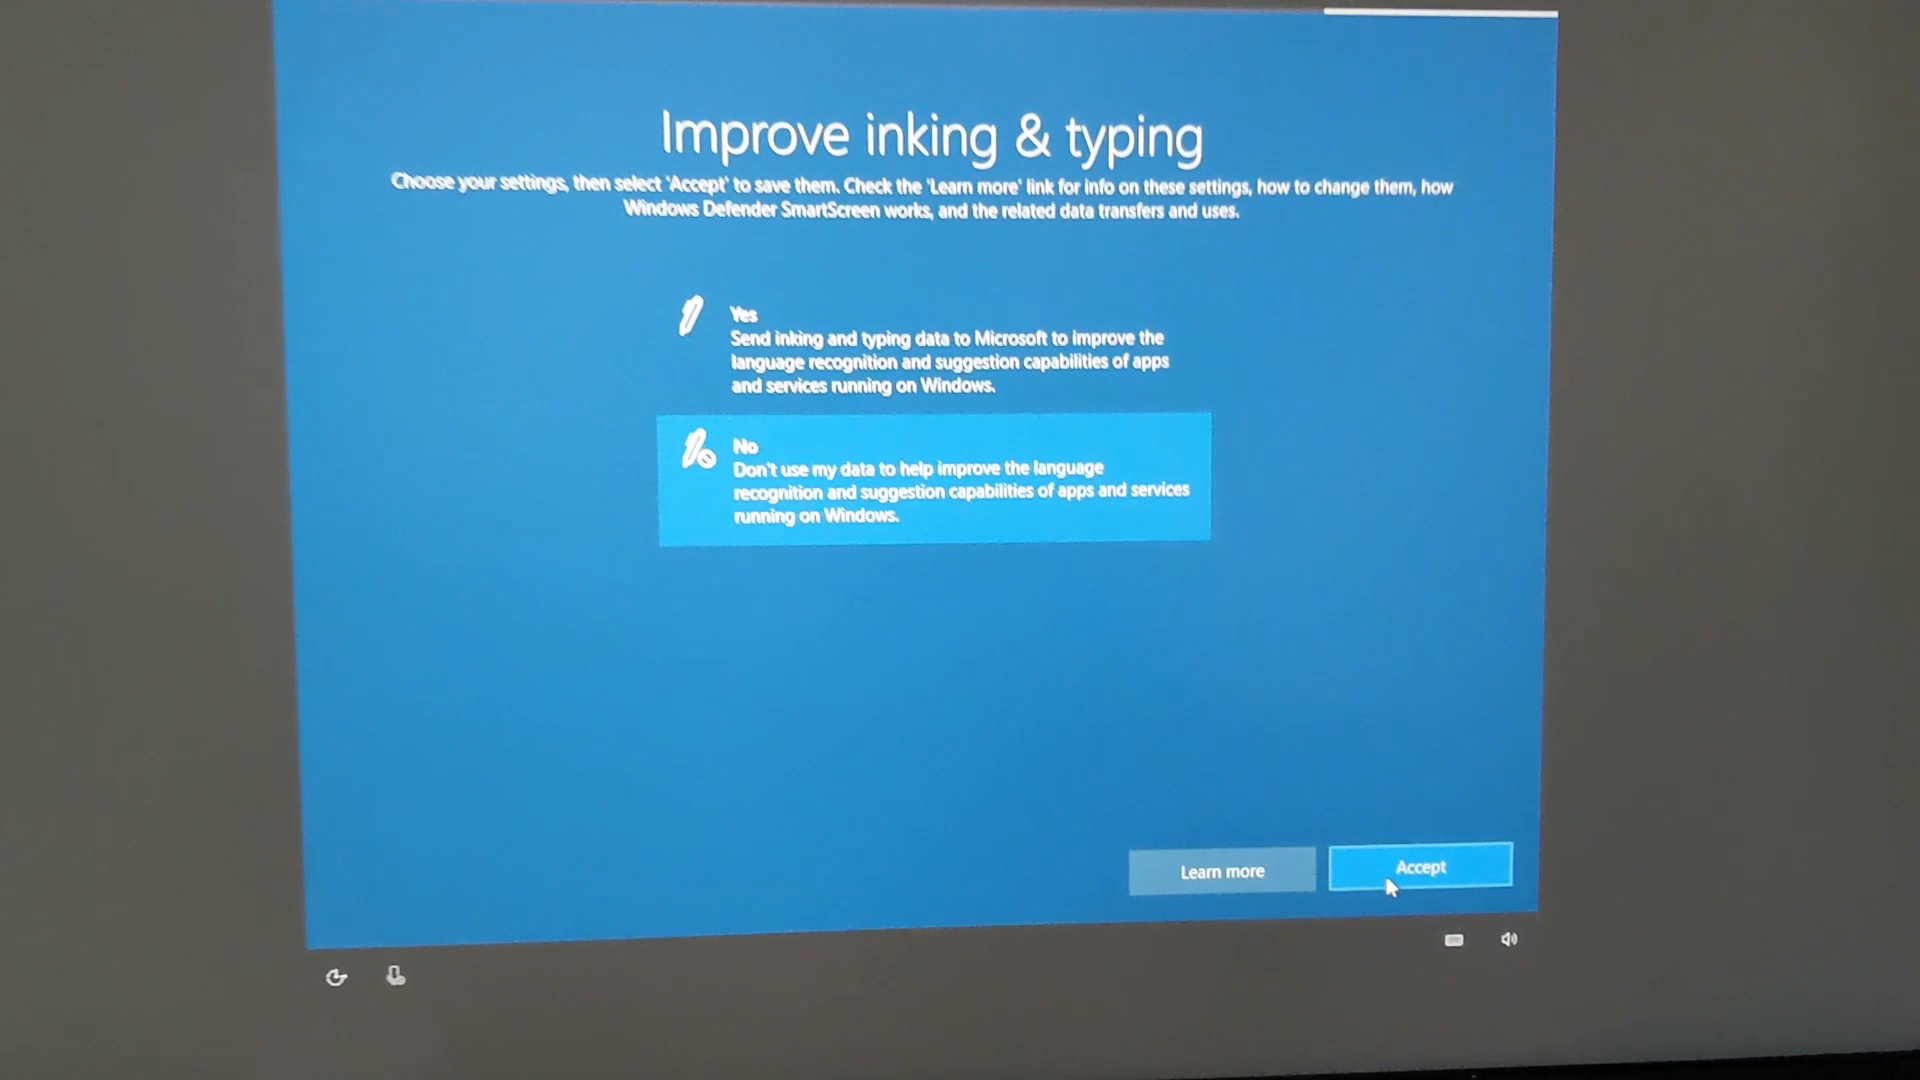 Improve inking & typing
Choose your settings, then select 'Accept' to save them. Check the 'Learn more' link for info on these settings, how to change them, how
Windows Defender SmartScreen works, and the related data transfers and uses.
Yes
Send inking and typing data to Microsoft to improve the
language recognition and suggestion capabilities of apps
and services running on Windows.
No
Don't use my data to help improve the language
recognition and suggestion capabilities of apps and services
running on Windows.
Learn more
Accept